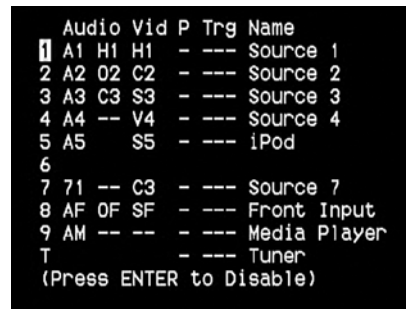 Audio Vid P Trg Name
1 A1 H1 H1 - --- Source 1
2 A2 O2 C2 - --- Source 2
3 A3 C3 S3 - --- Source 3
4 A4 -- V4 - --- Source 4
5 A5 S5 - --- iPod
6
7 71 -- C3 - --- Source 7
8 AF OF SF - --- Front Input
9 AM -- -- - --- Media Player
T - --- Tuner
(Press ENTER to Disable)